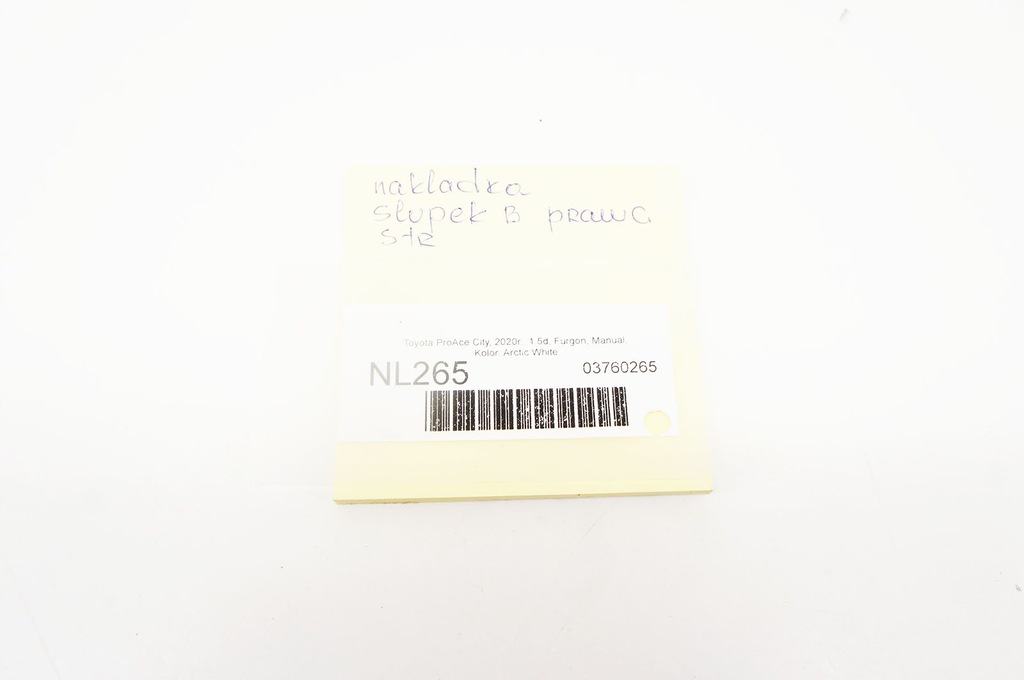 nakladka
slupek B prawa
str
Toyota ProAce City, 2020r., 1.5d, Furgon, Manual,
Kolor: Arctic White
NL265
03760265